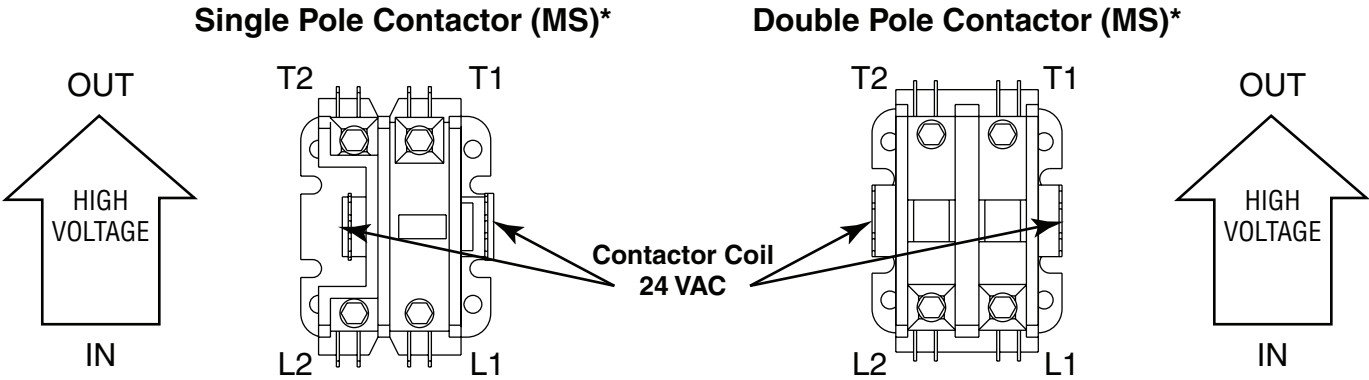 Single Pole Contactor (MS)*
Double Pole Contactor (MS)*
OUT
T2
T1
T2
T1
OUT
HIGH
VOLTAGE
Contactor Coil
24 VAC
HIGH
VOLTAGE
IN
L2
L1
L2
L1
IN